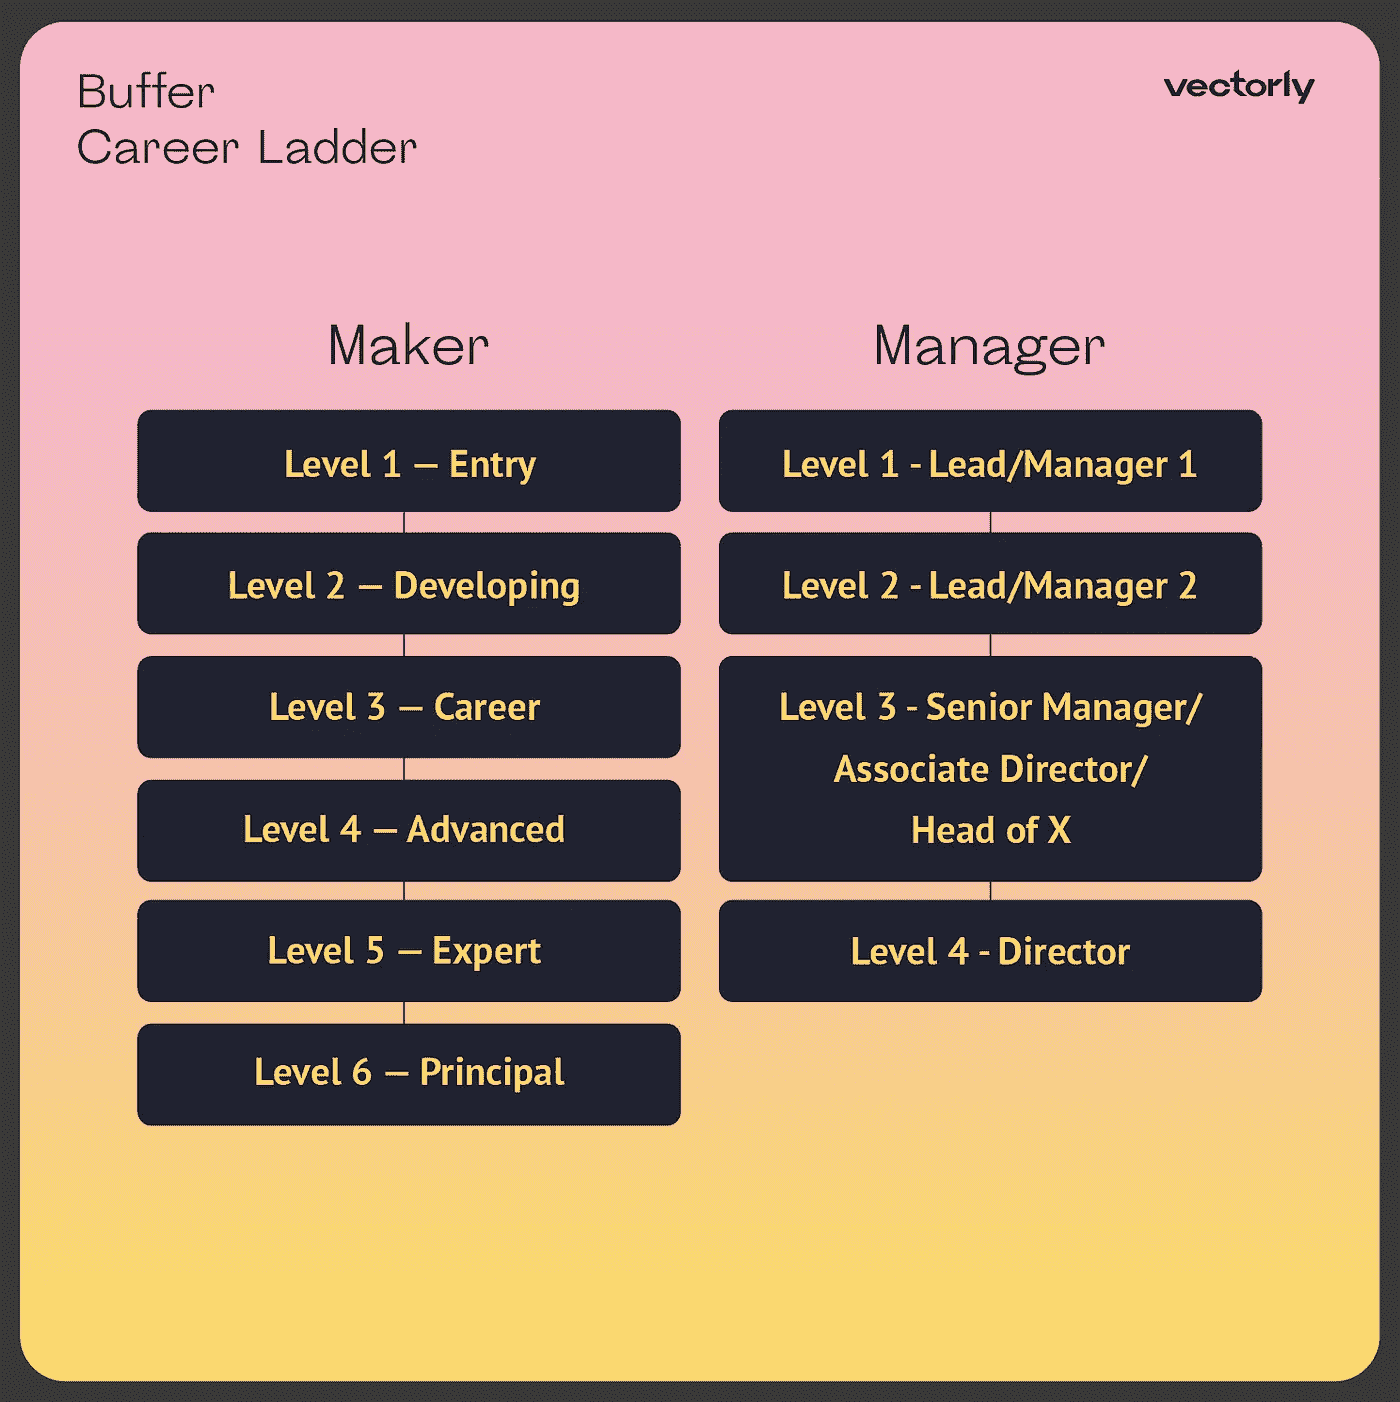 Buffer
Career Ladder
vectorly
Maker
Level 1 — Entry
Level 2 — Developing
Level 3 — Career
Level 4 — Advanced
Level 5 — Expert
Level 6 — Principal
Manager
Level 1 - Lead/Manager 1
Level 2 - Lead/Manager 2
Level 3 - Senior Manager/
Associate Director/
Head of X
Level 4 - Director